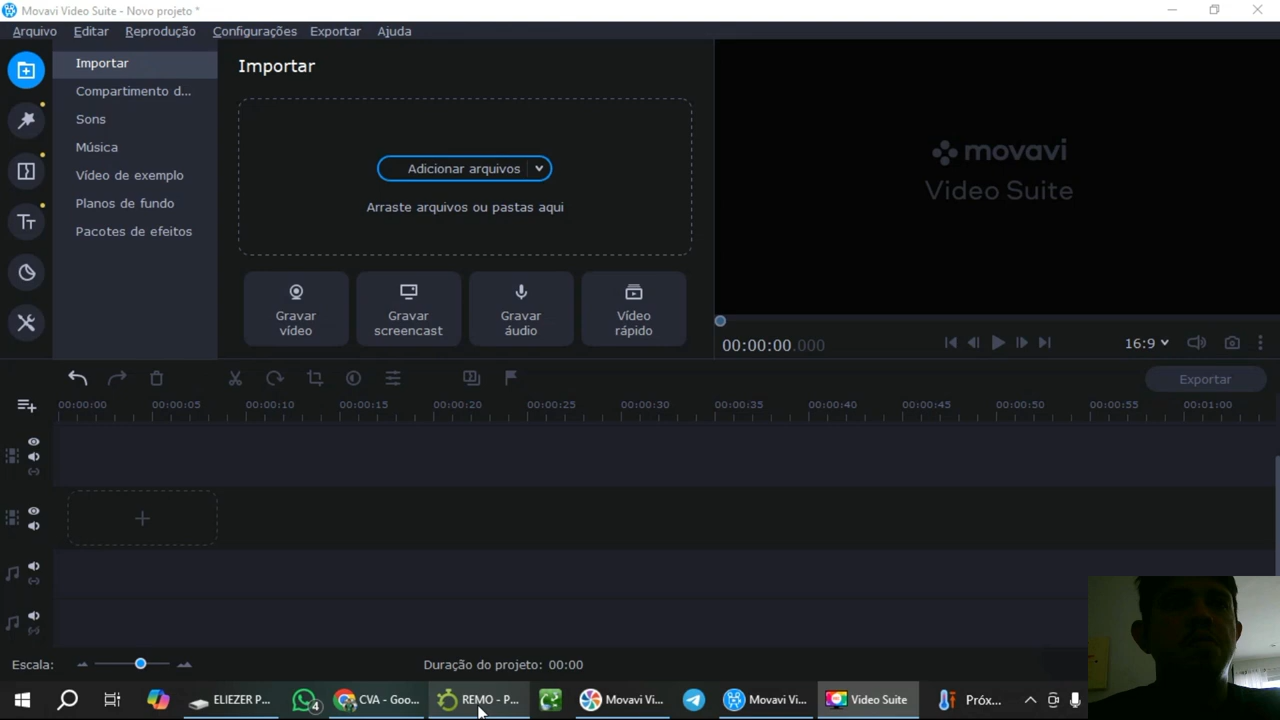 Movavi Video Suite - Novo projeto *
Arquivo Editar Reprodução Configurações Exportar Ajuda
Importar
Compartimento d...
Sons
Música
Vídeo de exemplo
Planos de fundo
Pacotes de efeitos
Importar
Adicionar arquivos
Arraste arquivos ou pastas aqui
Gravar
vídeo
Gravar
screencast
Gravar
áudio
Vídeo
rápido
movavi
Video Suite
00:00:00.000
16:9
Exportar
00:00:00 00:00:05 00:00:10 00:00:15 00:00:20 00:00:25 00:00:30 00:00:35 00:00:40 00:00:45 00:00:50 00:00:55 00:01:00
Escala:
Duração do projeto: 00:00
ELIEZER P... 4 CVA - Goo... REMO - P... Movavi Vi... Movavi Vi... Video Suite Próx...